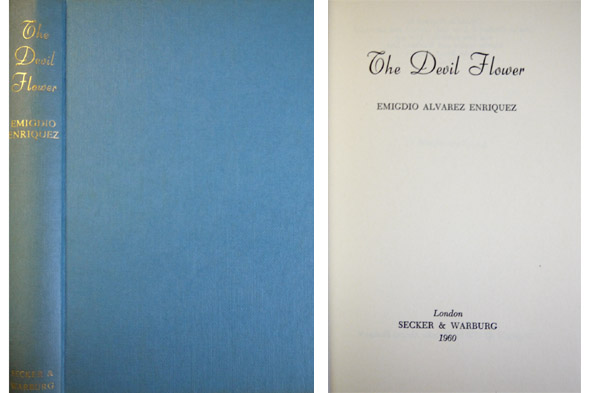 The
Devil
Flower
EMIGDIO
ENRIQUEZ
SECKER &
WARBURG
The Devil Flower
EMIGDIO ALVAREZ ENRIQUEZ
London
SECKER & WARBURG
1960